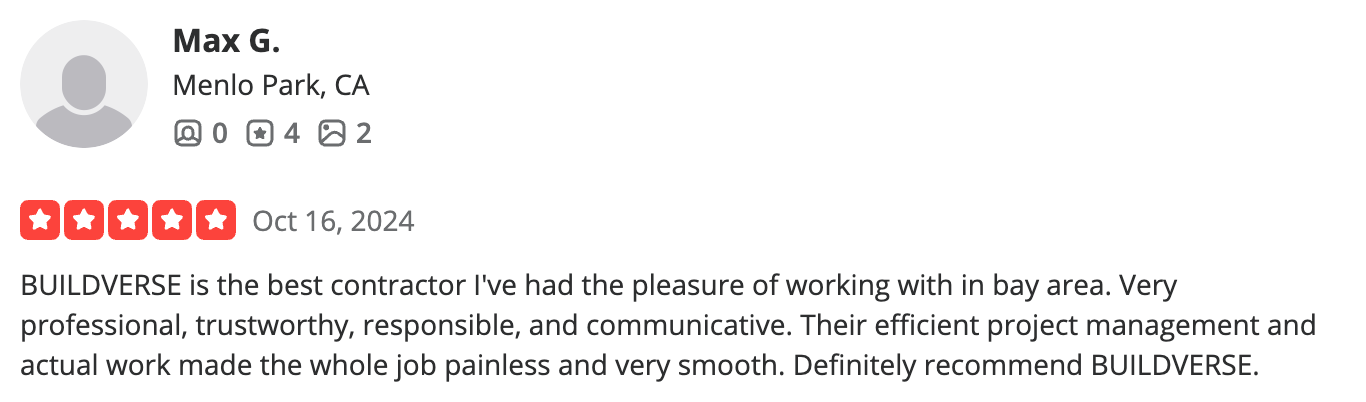 Max G.
Menlo Park, CA
0 4 2
Oct 16, 2024
BUILDVERSE is the best contractor I've had the pleasure of working with in bay area. Very
professional, trustworthy, responsible, and communicative. Their efficient project management and
actual work made the whole job painless and very smooth. Definitely recommend BUILDVERSE.